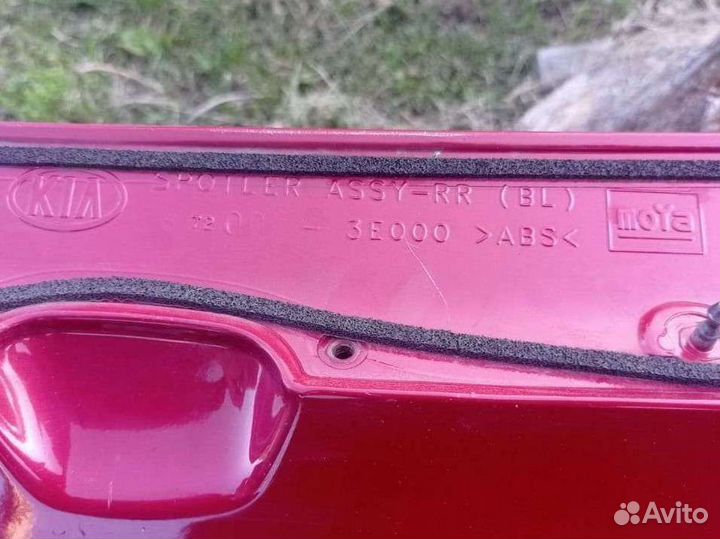 KIA
SPOILER ASSY-RR (BL)
3E000 >ABS<
moYa
Avito